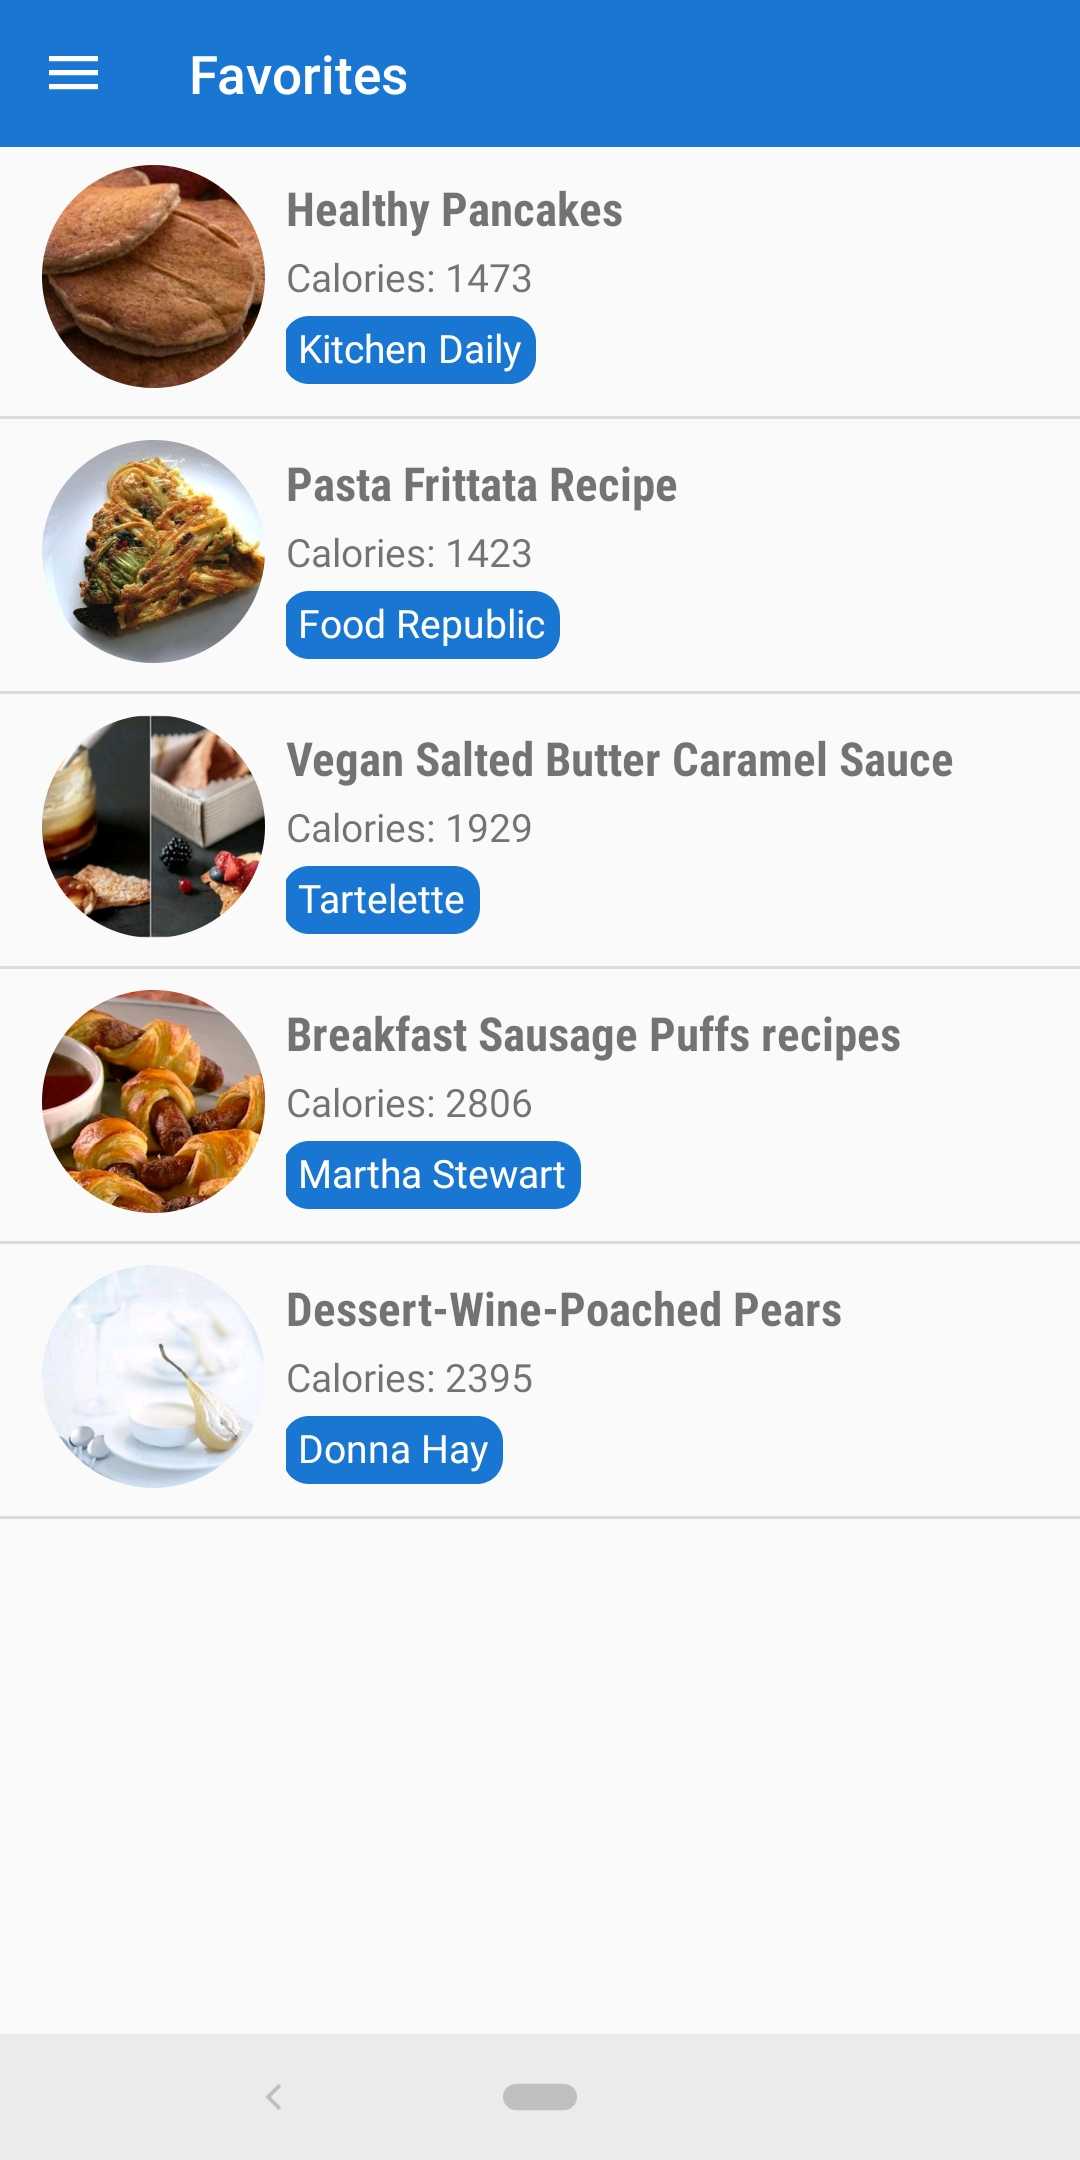 Favorites
Healthy Pancakes
Calories: 1473
Kitchen Daily
Pasta Frittata Recipe
Calories: 1423
Food Republic
Vegan Salted Butter Caramel Sauce
Calories: 1929
Tartelette
Breakfast Sausage Puffs recipes
Calories: 2806
Martha Stewart
Dessert-Wine-Poached Pears
Calories: 2395
Donna Hay